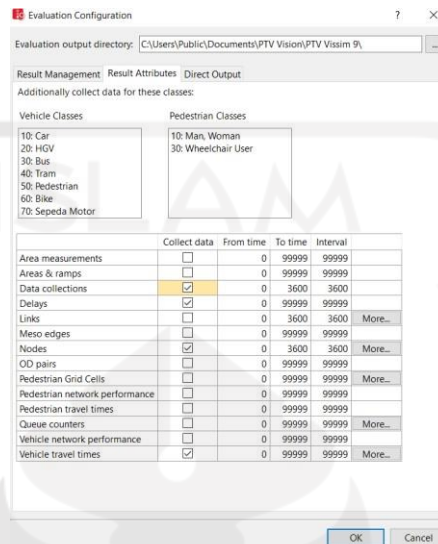 Evaluation Configuration ? ×
Evaluation output directory: C:\Users\Public\Documents\PTV Vision\PTV Vissim 9\ ...
Result Management Result Attributes Direct Output
Additionally collect data for these classes:
Vehicle Classes Pedestrian Classes
10: Car 10: Man, Woman
20: HGV 30: Wheelchair User
30: Bus
40: Tram
50: Pedestrian
60: Bike
70: Sepeda Motor
Collect data From time To time Interval
Area measurements 0 99999 99999
Areas & ramps 0 99999 99999
Data collections 0 3600 3600
Delays 0 99999 99999
Links 0 3600 3600 More...
Meso edges 0 99999 99999
Nodes 0 3600 3600 More...
OD pairs 0 99999 99999
Pedestrian Grid Cells 0 99999 99999 More...
Pedestrian network performance 0 99999 99999
Pedestrian travel times 0 99999 99999
Queue counters 0 99999 99999 More...
Vehicle network performance 0 99999 99999
Vehicle travel times 0 99999 99999 More...
OK Cancel
ISLAM